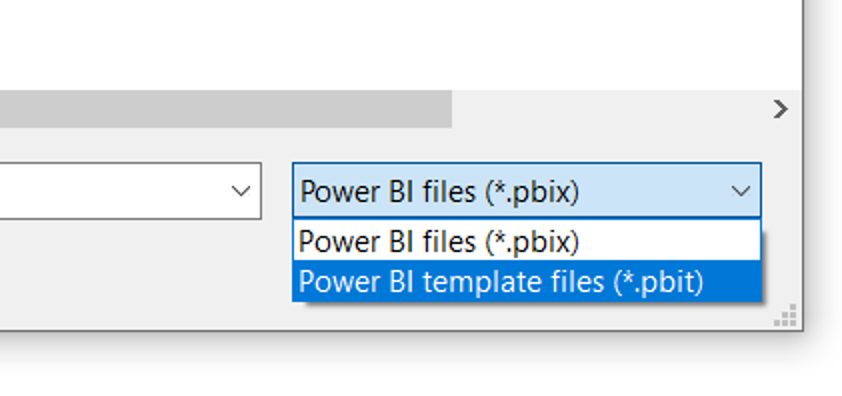 Power BI files (*.pbix)
Power BI files (*.pbix)
Power BI template files (*.pbit)